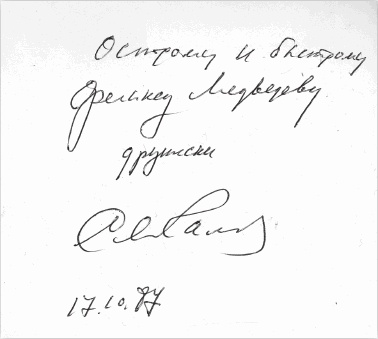 Острому и быстрому
Феликсу Медведеву
дружески
17.10.87